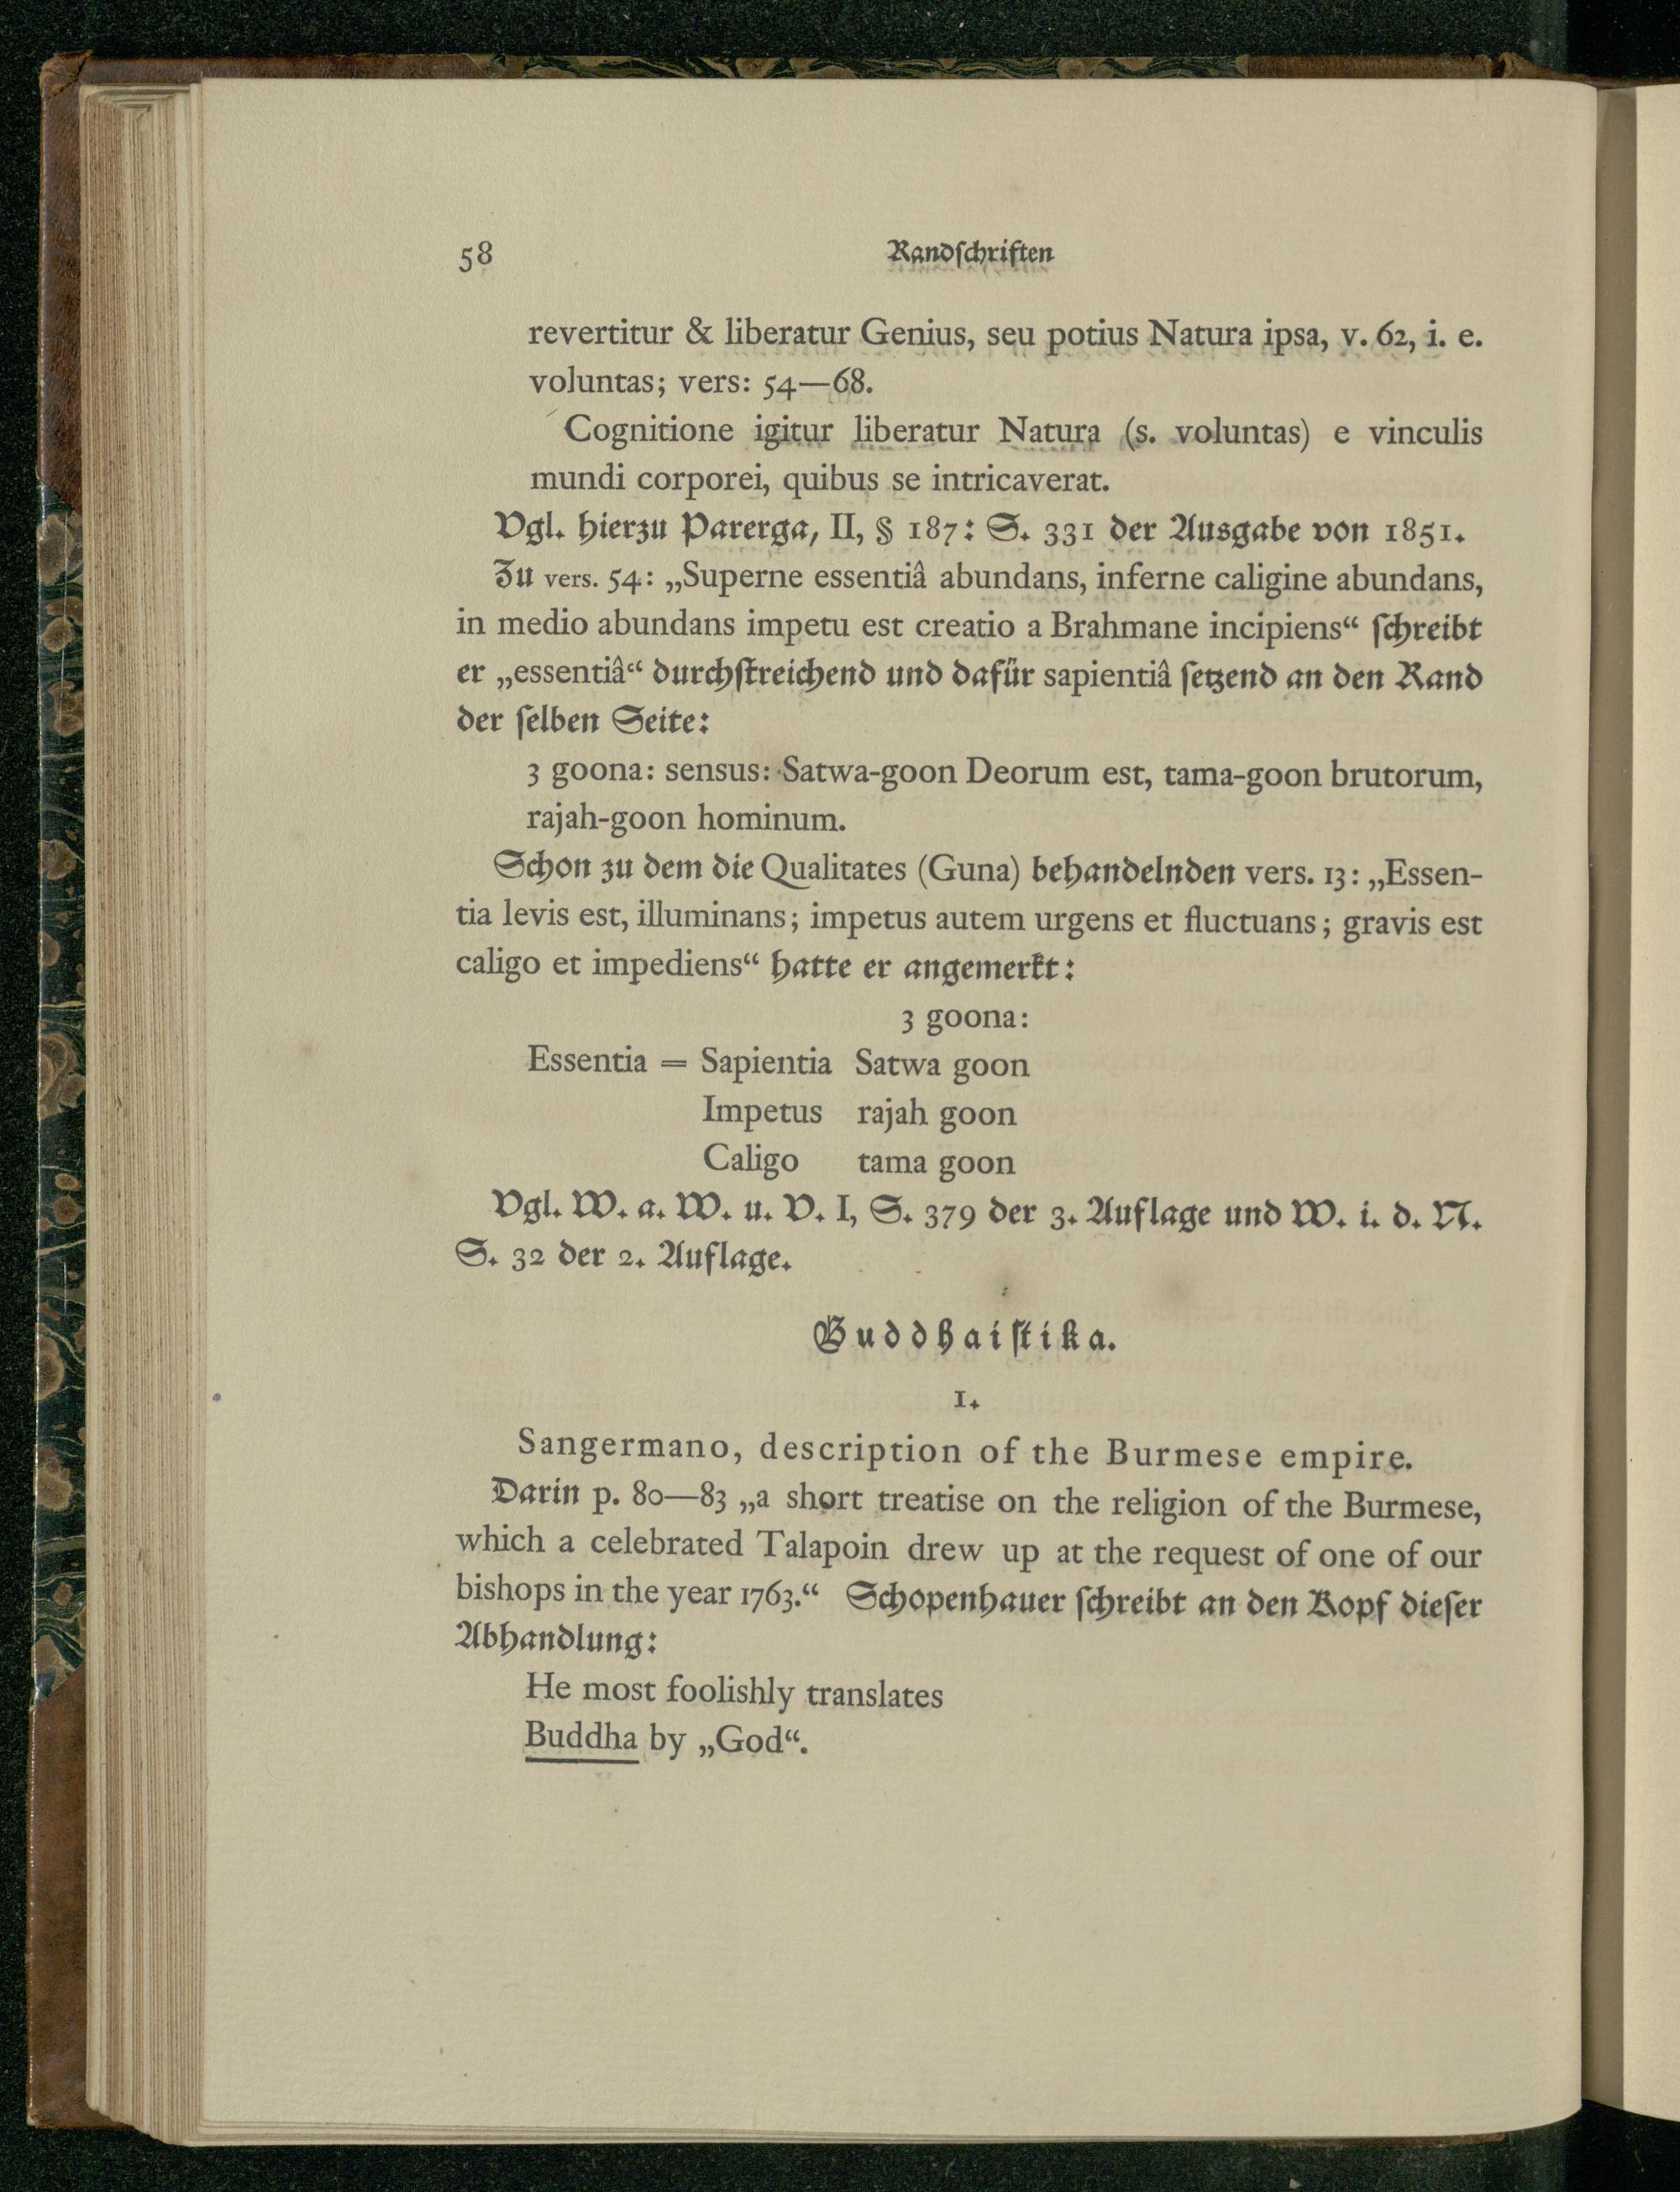 58 Randſchriften
revertitur & liberatur Genius, seu potius Natura ipsa, v. 62, i. e.
voluntas; vers: 54—68.
Cognitione igitur liberatur Natura (s. voluntas) e vinculis
mundi corporei, quibus se intricaverat.
Vgl. hierzu Parerga, II, § 187: S. 331 der Ausgabe von 1851.
Zu vers. 54: „Superne essentiâ abundans, inferne caligine abundans,
in medio abundans impetu est creatio a Brahmane incipiens“ ſchreibt
er „essentiâ“ durchſtreichend und dafür sapientiâ ſetzend an den Rand
der ſelben Seite:
3 goona: sensus: Satwa-goon Deorum est, tama-goon brutorum,
rajah-goon hominum.
Schon zu dem die Qualitates (Guna) behandelnden vers. 13: „Essen-
tia levis est, illuminans; impetus autem urgens et fluctuans; gravis est
caligo et impediens“ hatte er angemerkt:
3 goona:
Essentia = Sapientia Satwa goon
Impetus rajah goon
Caligo tama goon
Vgl. W. a. W. u. V. I, S. 379 der 3. Auflage und W. i. d. N.
S. 32 der 2. Auflage.
Buddhaiſtika.
1.
Sangermano, description of the Burmese empire.
Darin p. 80—83 „a short treatise on the religion of the Burmese,
which a celebrated Talapoin drew up at the request of one of our
bishops in the year 1763.“ Schopenhauer ſchreibt an den Kopf dieſer
Abhandlung:
He most foolishly translates
Buddha by „God“.